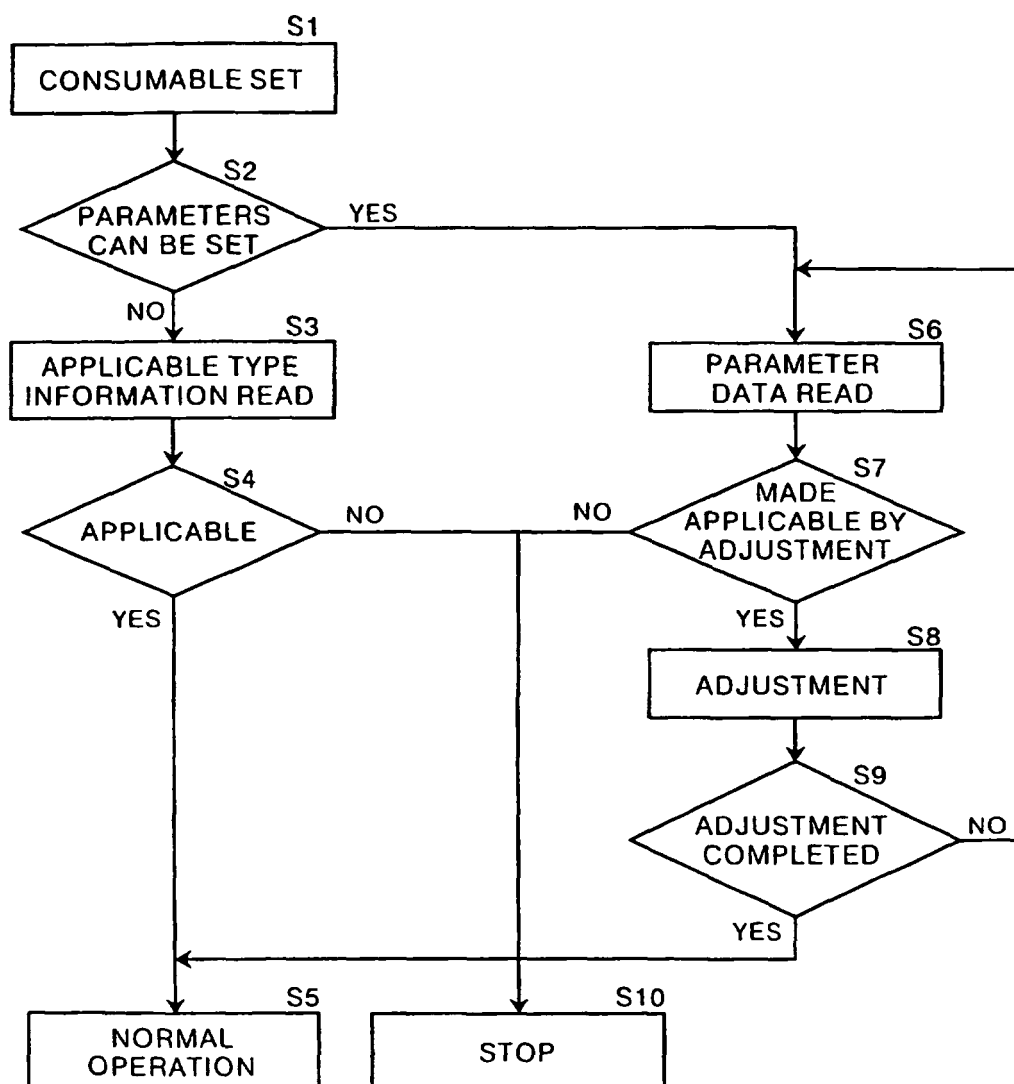 S1
CONSUMABLE SET
S2
PARAMETERS
CAN BE SET
YES
NO
S3
APPLICABLE TYPE
INFORMATION READ
S6
PARAMETER
DATA READ
S4
APPLICABLE
NO
YES
S7
MADE
APPLICABLE BY
ADJUSTMENT
NO
YES
S8
ADJUSTMENT
S9
ADJUSTMENT
COMPLETED
NO
YES
S5
NORMAL
OPERATION
S10
STOP